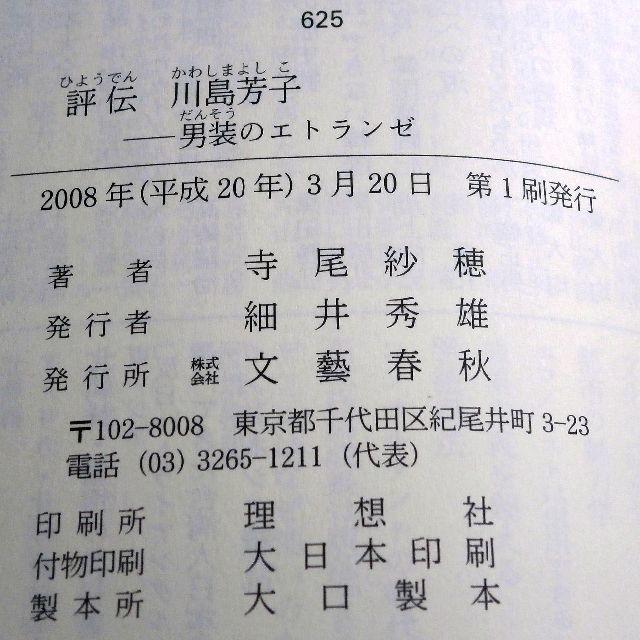 625
ひょうでん かわしまよしこ
評伝 川島芳子
だんそう
――男装のエトランゼ
2008年(平成20年)3月20日 第1刷発行
著者 寺尾紗穂
発行者 細井秀雄
発行所 株式会社 文藝春秋
〒102-8008 東京都千代田区紀尾井町3-23
電話 (03) 3265-1211 (代表)
印刷所 理想社
付物印刷 大日本印刷
製本所 大口製本